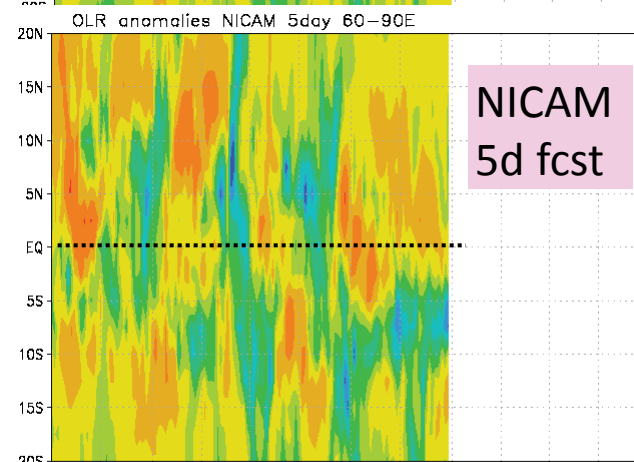 OLR anomalies NICAM 5day 60-90E
20N
15N
10N
5N
EQ
5S
10S
15S
NICAM
5d fcst